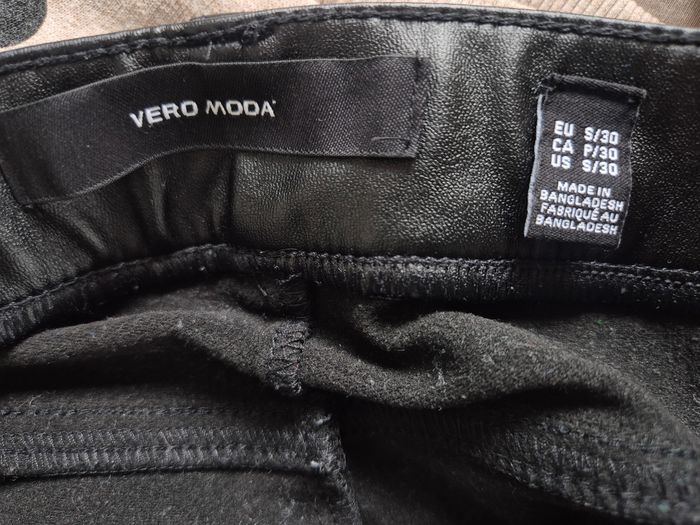 VERO MODA
EU S/30
CA P/30
US S/30
MADE IN
BANGLADESH
FABRIQUÉ AU
BANGLADESH